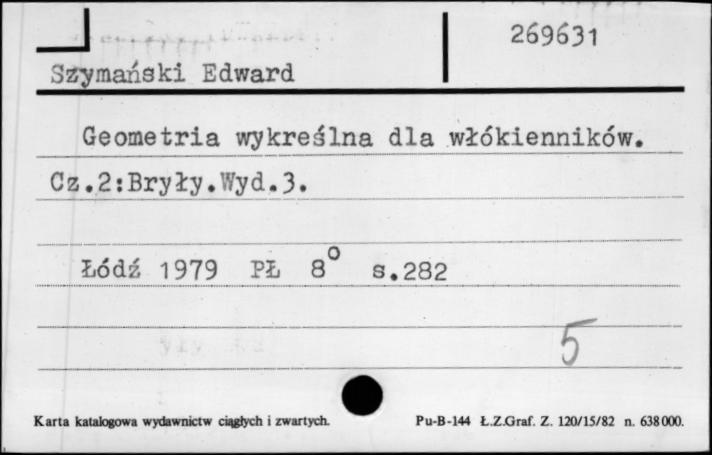 269631
Szymański Edward
Geometria wykreślna dla włókienników.
Cz.2:Bryły.Wyd.3.
Łódź 1979 PŁ 8° s.282
5
Karta katalogowa wydawnictw ciągłych i zwartych. Pu-B-144 Ł.Z.Graf. Z. 120/15/82 n. 638000.